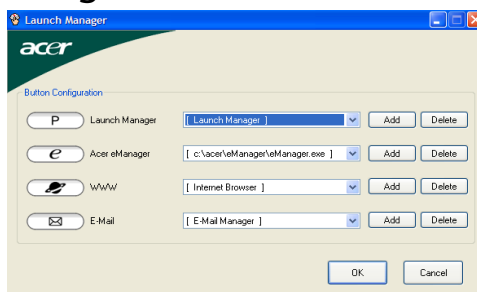 Launch Manager
acer
Button Configuration
P Launch Manager [ Launch Manager ] Add Delete
e Acer eManager [ c:\acer\eManager\eManager.exe ] Add Delete
WWW [ Internet Browser ] Add Delete
E-Mail [ E-Mail Manager ] Add Delete
OK Cancel